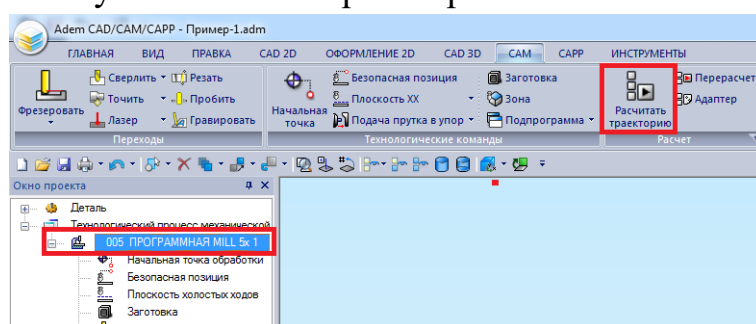 Adem CAD/CAM/CAPP - Пример-1.adm
ГЛАВНАЯ ВИД ПРАВКА CAD 2D ОФОРМЛЕНИЕ 2D CAD 3D CAM CAPP ИНСТРУМЕНТЫ
Сверлить Резать Безопасная позиция Заготовка Перерасчет
Фрезеровать Точить Пробить Начальная точка Плоскость XX Зона Расчитать траекторию Адаптер
Лазер Гравировать Подача прутка в упор Подпрограмма
Переходы Технологические команды Расчет
Окно проекта
Деталь
Технологический процесс механической
005 ПРОГРАММНАЯ MILL 5x 1
Начальная точка обработки
Безопасная позиция
Плоскость холостых ходов
Заготовка